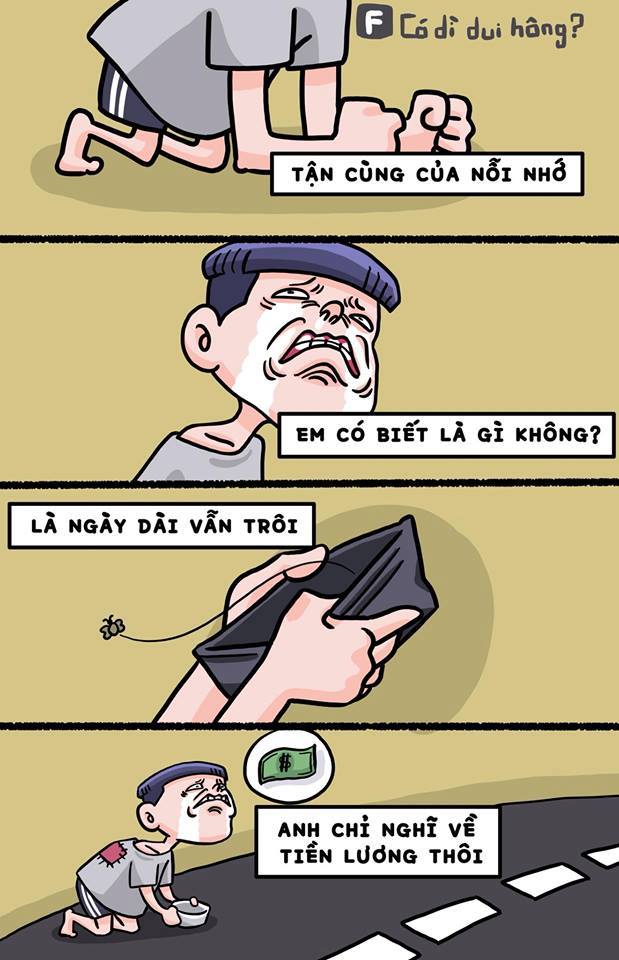 F Có dì dui hông?
TẬN CÙNG CỦA NỖI NHỚ
EM CÓ BIẾT LÀ GÌ KHÔNG?
LÀ NGÀY DÀI VẪN TRÔI
$
ANH CHỈ NGHĨ VỀ
TIỀN LƯƠNG THÔI